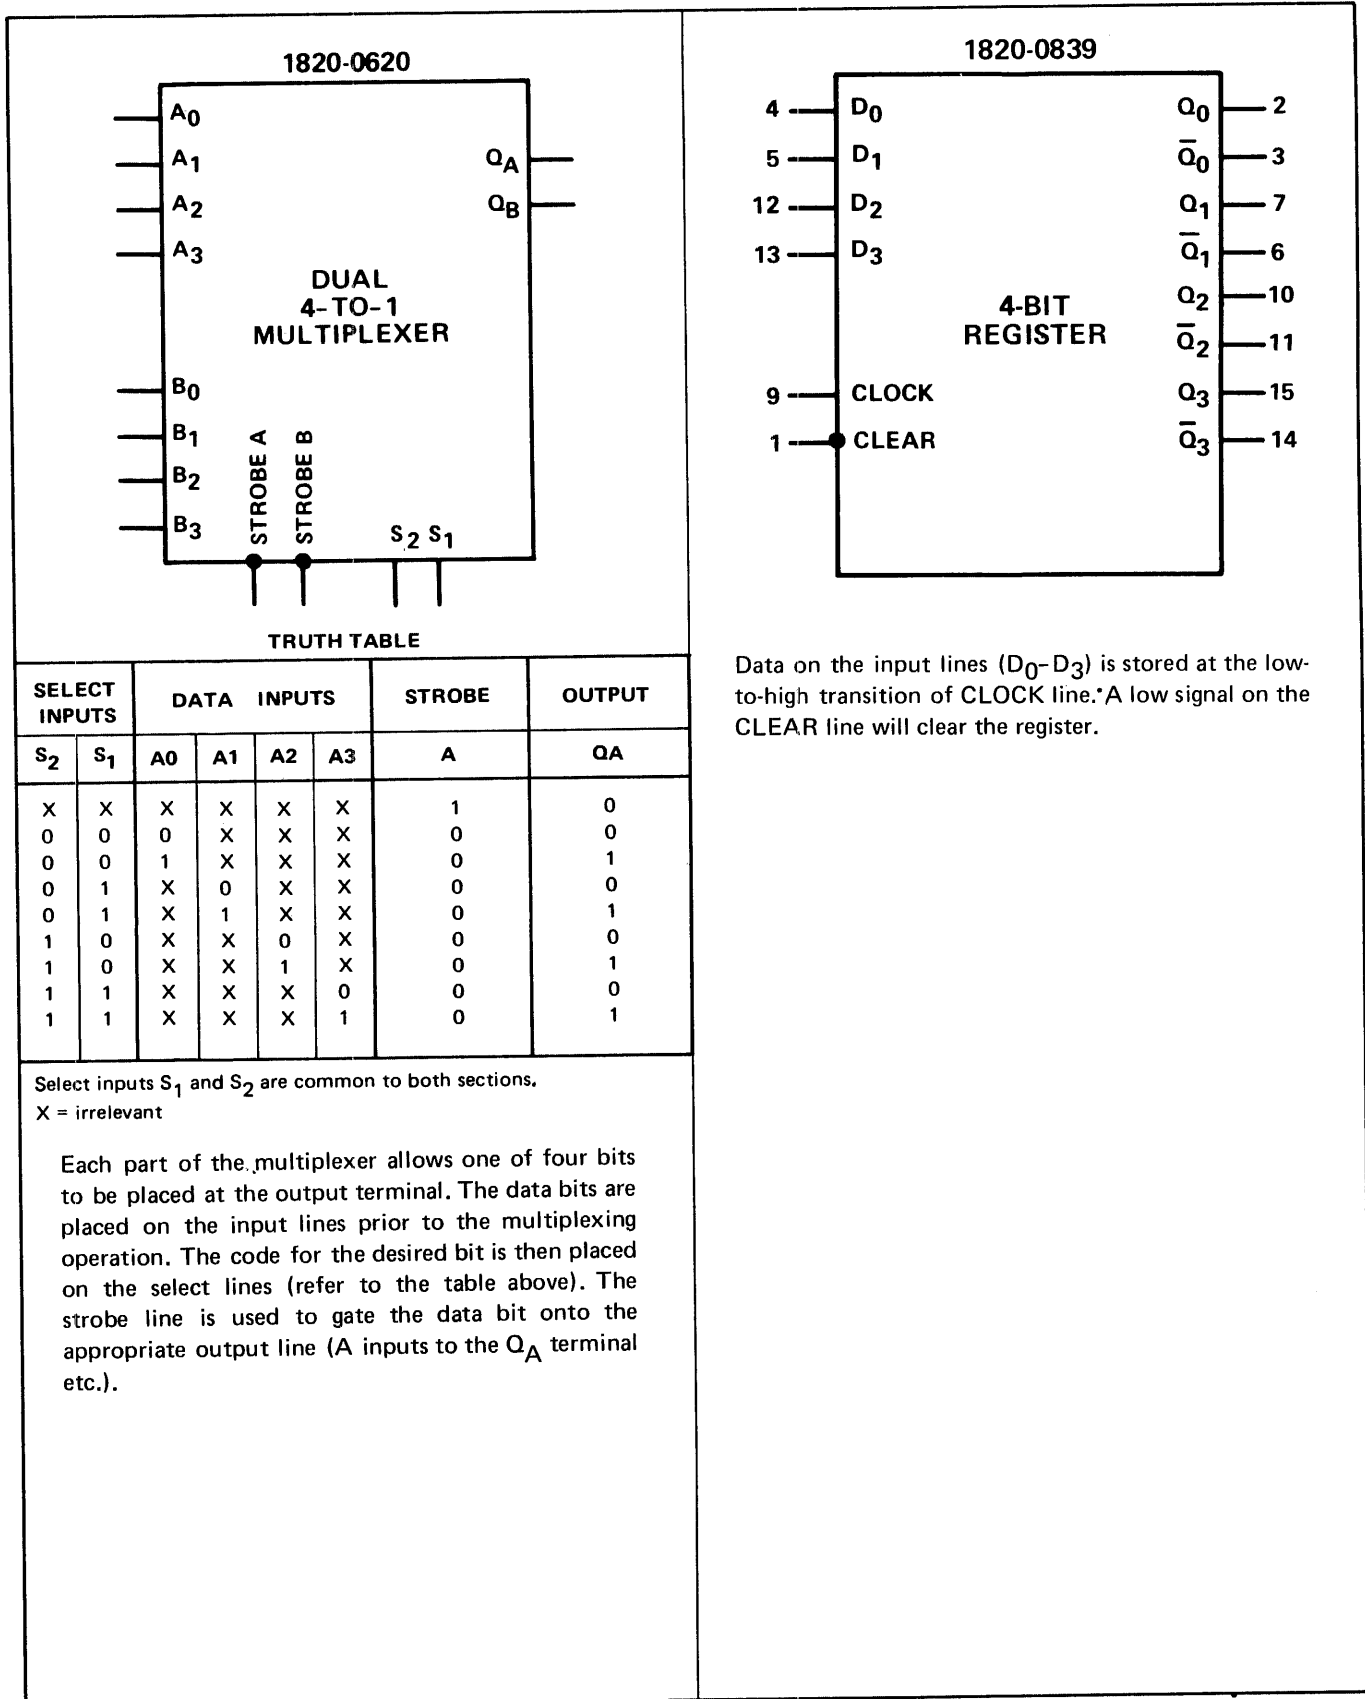 1820-0620
A0
A1
A2
A3
QA
QB
DUAL
4-TO-1
MULTIPLEXER
B0
B1
B2
B3
STROBE A
STROBE B
S2 S1
TRUTH TABLE
SELECT INPUTS DATA INPUTS STROBE OUTPUT
S2 S1 A0 A1 A2 A3 A QA
X X X X X X 1 0
0 0 0 X X X 0 0
0 0 1 X X X 0 1
0 1 X 0 X X 0 0
0 1 X 1 X X 0 1
1 0 X X 0 X 0 0
1 0 X X 1 X 0 1
1 1 X X X 0 0 0
1 1 X X X 1 0 1
Select inputs S1 and S2 are common to both sections.
X = irrelevant
Each part of the multiplexer allows one of four bits
to be placed at the output terminal. The data bits are
placed on the input lines prior to the multiplexing
operation. The code for the desired bit is then placed
on the select lines (refer to the table above). The
strobe line is used to gate the data bit onto the
appropriate output line (A inputs to the QA terminal
etc.).
1820-0839
4 D0 Q0 2
5 D1 Q̅0 3
12 D2 Q1 7
13 D3 Q̅1 6
Q2 10
4-BIT
REGISTER
Q̅2 11
9 CLOCK Q3 15
1 CLEAR Q̅3 14
Data on the input lines (D0-D3) is stored at the low-
to-high transition of CLOCK line. A low signal on the
CLEAR line will clear the register.